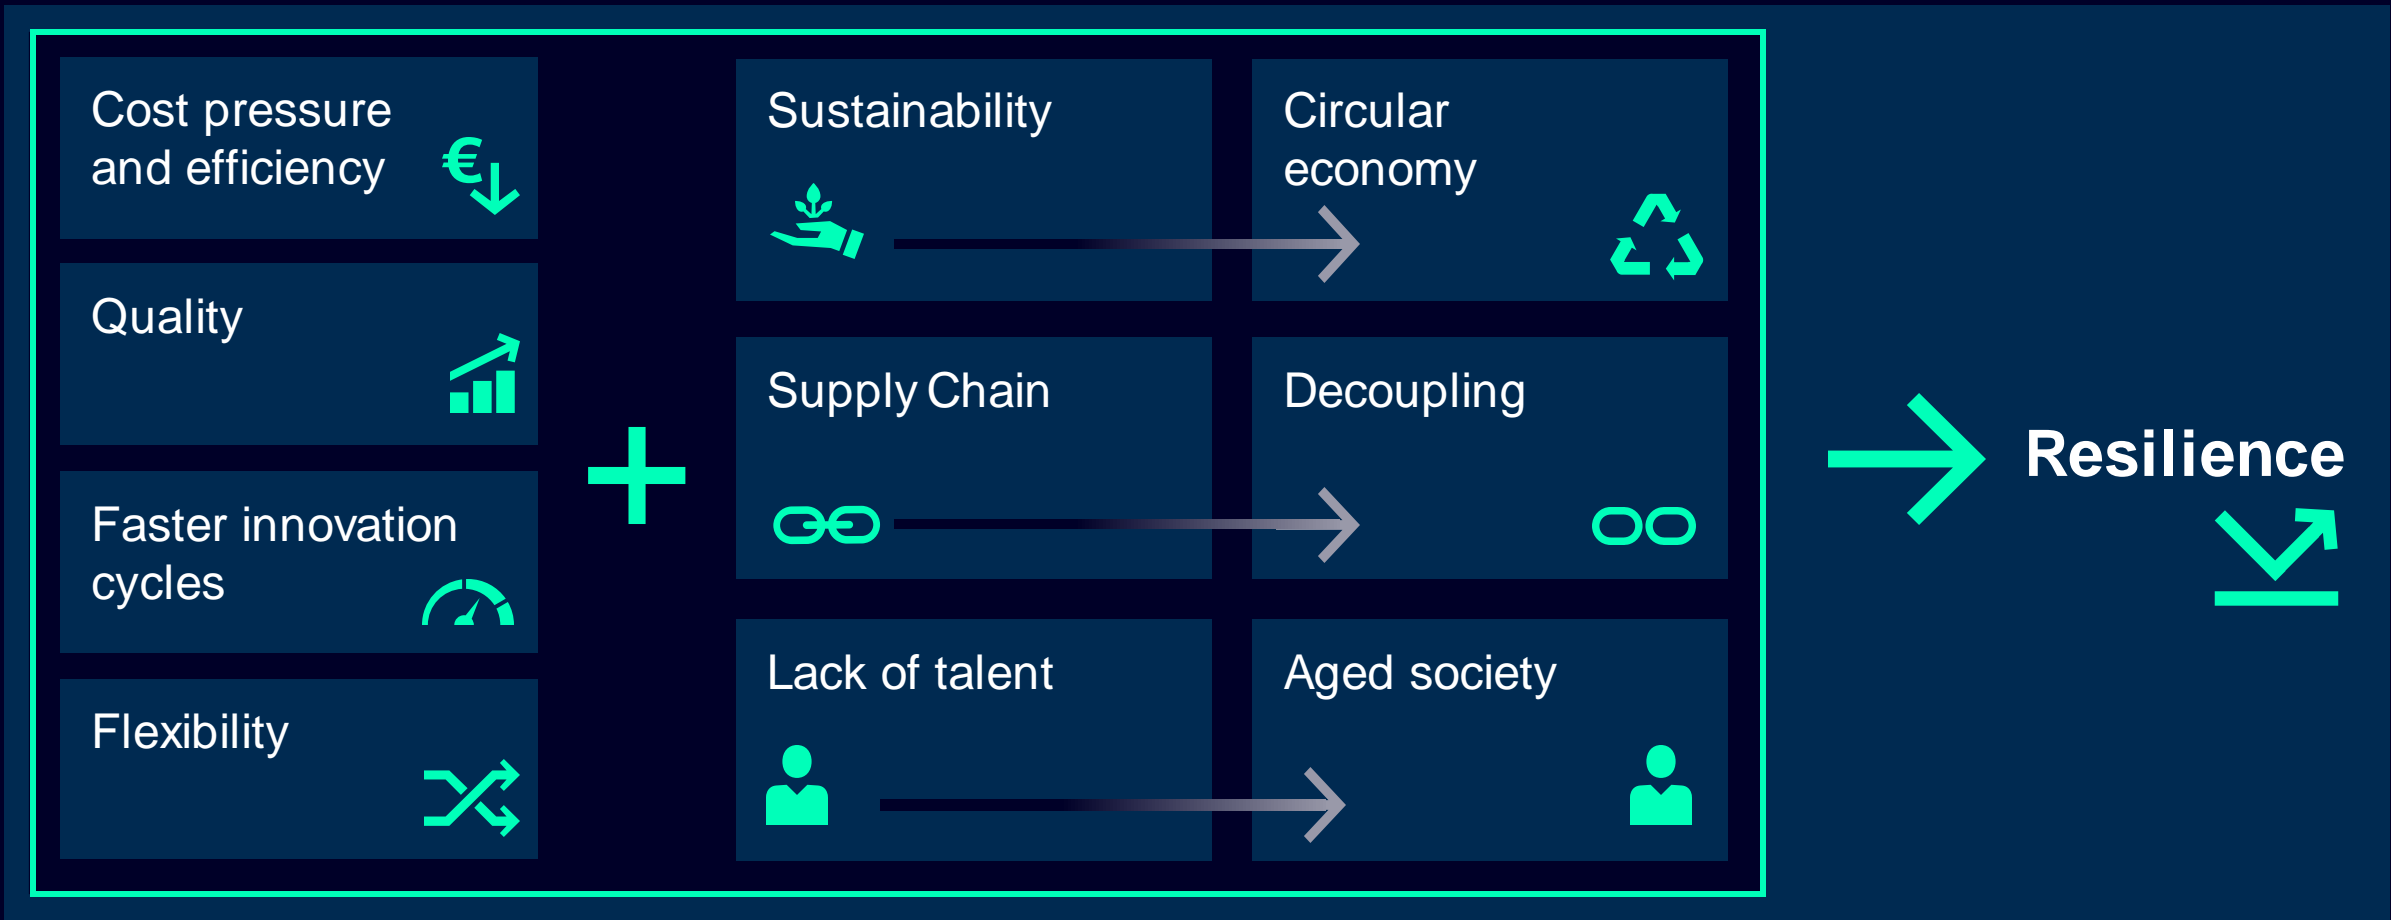 Cost pressure
and efficiency
€
Quality
Faster innovation
cycles
Flexibility
+
Sustainability
Circular
economy
Supply Chain
Decoupling
Lack of talent
Aged society
Resilience